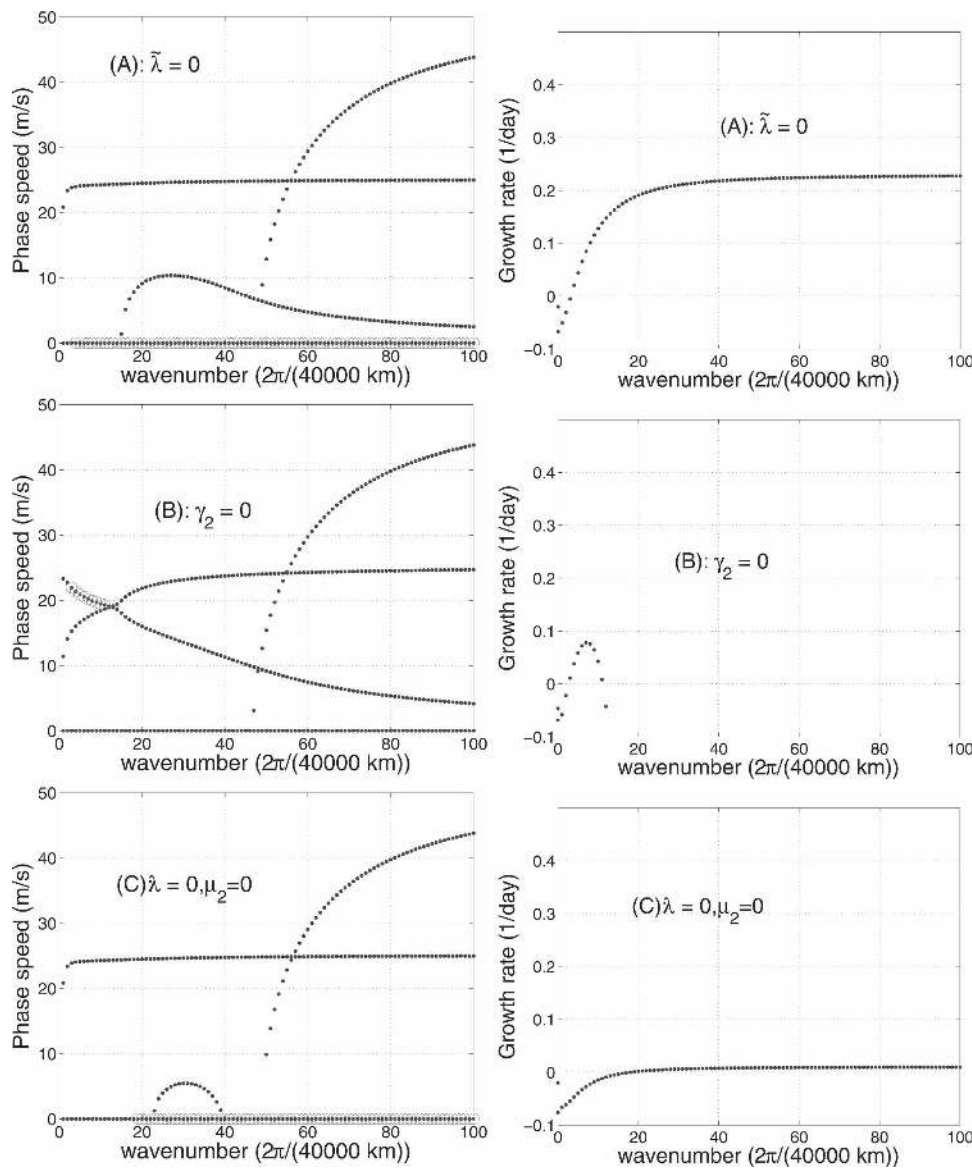 Phase speed (m/s)
50
40
30
20
10
0
(A): λ̃ = 0
0 20 40 60 80 100
wavenumber (2π/(40000 km))
Growth rate (1/day)
0.4
0.3
0.2
0.1
0
−0.1
(A): λ̃ = 0
0 20 40 60 80 100
wavenumber (2π/(40000 km))
Phase speed (m/s)
50
40
30
20
10
0
(B): γ₂ = 0
0 20 40 60 80 100
wavenumber (2π/(40000 km))
Growth rate (1/day)
0.4
0.3
0.2
0.1
0
−0.1
(B): γ₂ = 0
0 20 40 60 80 100
wavenumber (2π/(40000 km))
Phase speed (m/s)
50
40
30
20
10
0
(C)λ̂ = 0,μ₂=0
0 20 40 60 80 100
wavenumber (2π/(40000 km))
Growth rate (1/day)
0.4
0.3
0.2
0.1
0
−0.1
(C)λ̂ = 0,μ₂=0
0 20 40 60 80 100
wavenumber (2π/(40000 km))